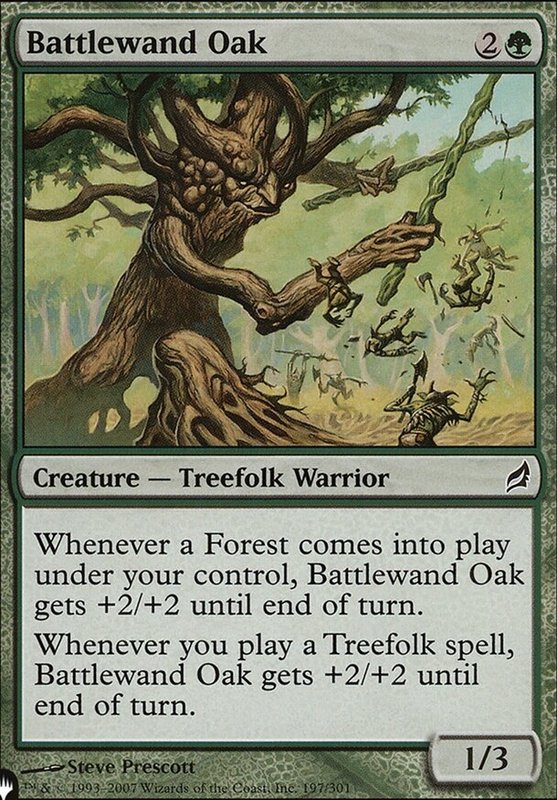 Battlewand Oak 2
Creature — Treefolk Warrior
Whenever a Forest comes into play
under your control, Battlewand Oak
gets +2/+2 until end of turn.
Whenever you play a Treefolk spell,
Battlewand Oak gets +2/+2 until
end of turn.
1/3
Steve Prescott
1993–2007 Wizards of the Coast, Inc. 197/301